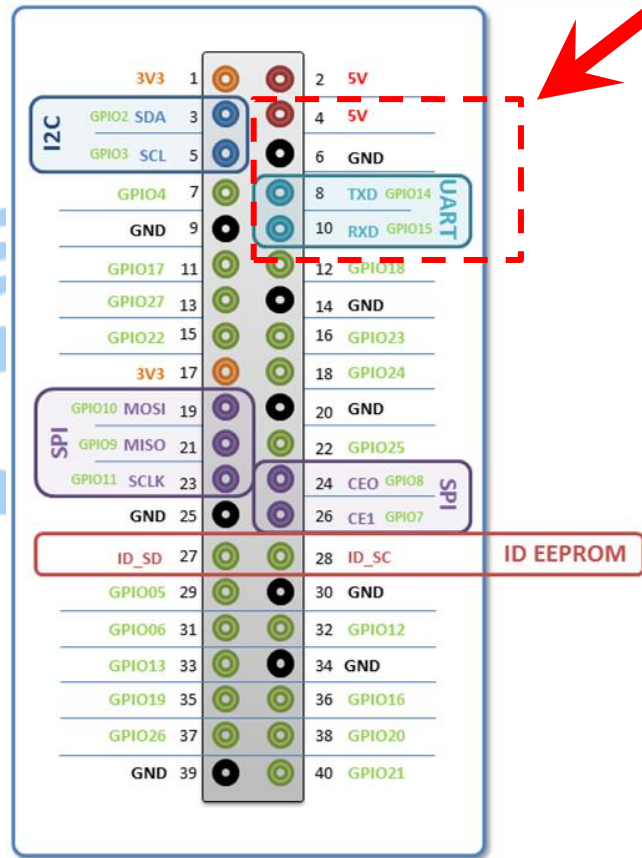 3V3 1 2 5V
I2C
GPIO2 SDA 3 4 5V
GPIO3 SCL 5 6 GND
GPIO4 7 8 TXD GPIO14
UART
GND 9 10 RXD GPIO15
GPIO17 11 12 GPIO18
GPIO27 13 14 GND
GPIO22 15 16 GPIO23
3V3 17 18 GPIO24
GPIO10 MOSI 19 20 GND
SPI
GPIO9 MISO 21 22 GPIO25
GPIO11 SCLK 23 24 CEO GPIO8
SPI
GND 25 26 CE1 GPIO7
ID_SD 27 28 ID_SC ID EEPROM
GPIO05 29 30 GND
GPIO06 31 32 GPIO12
GPIO13 33 34 GND
GPIO19 35 36 GPIO16
GPIO26 37 38 GPIO20
GND 39 40 GPIO21